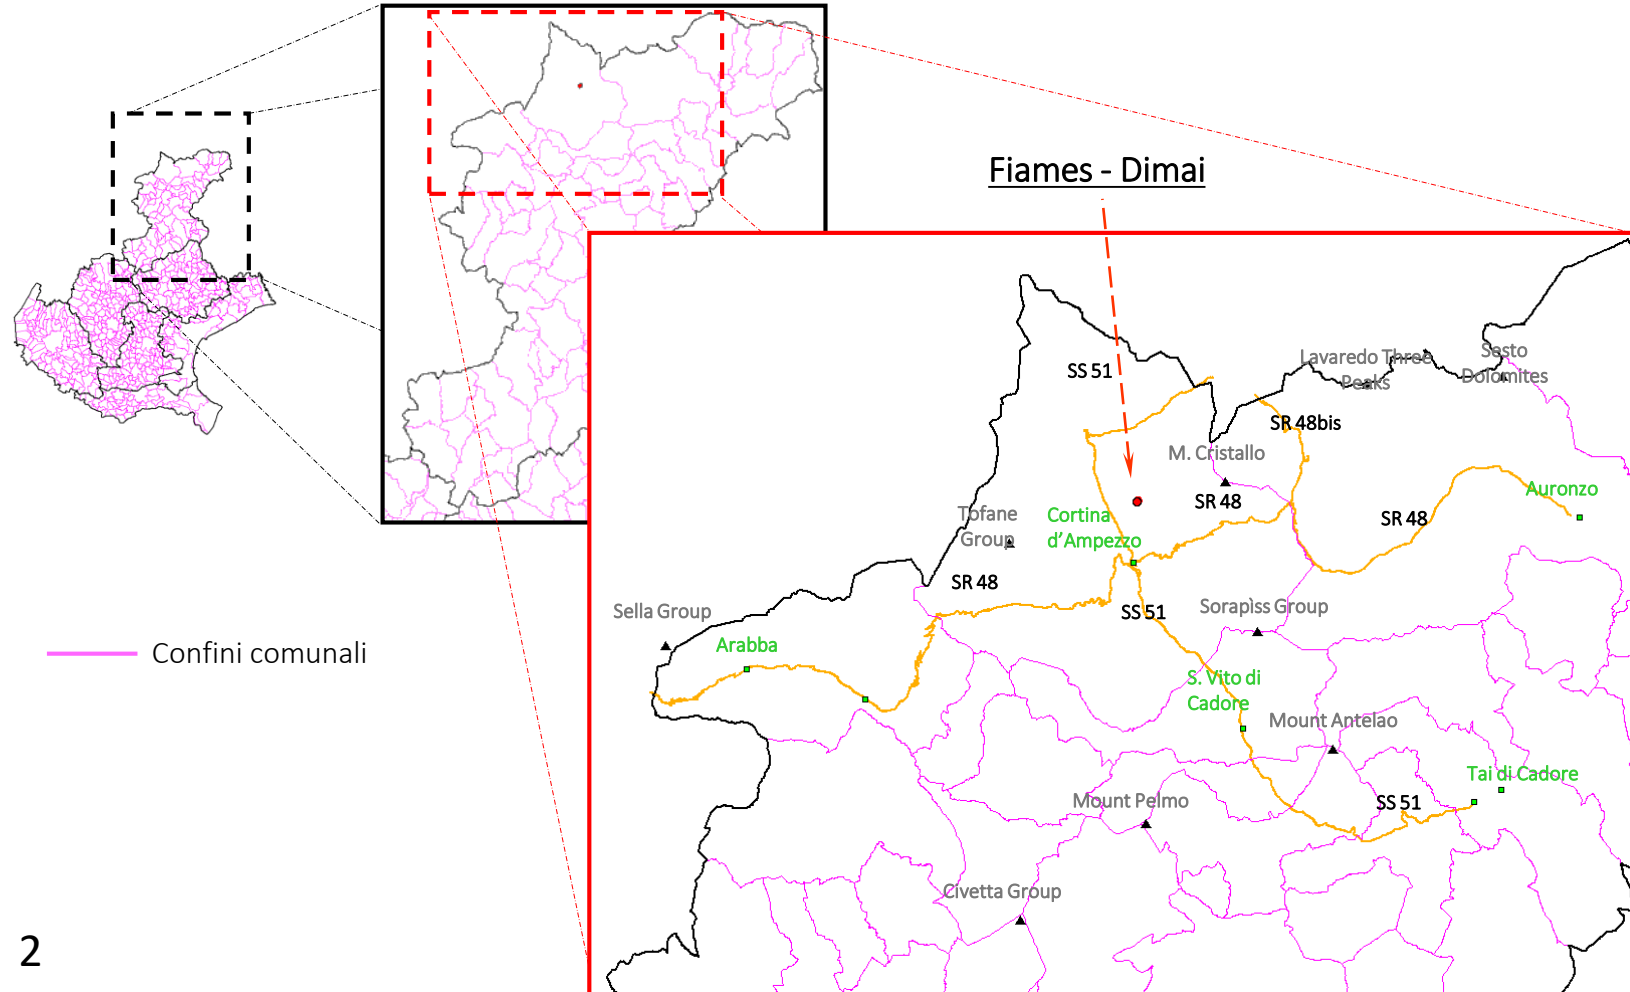 Fiames - Dimai
SS 51
Lavaredo Three
Peaks
Sesto
Dolomites
SR 48bis
M. Cristallo
SR 48
Auronzo
SR 48
Tofane
Group
Cortina
d'Ampezzo
SR 48
SS 51
Sorapìss Group
Sella Group
Arabba
Confini comunali
S. Vito di
Cadore
Mount Antelao
Tai di Cadore
Mount Pelmo
SS 51
Civetta Group
2